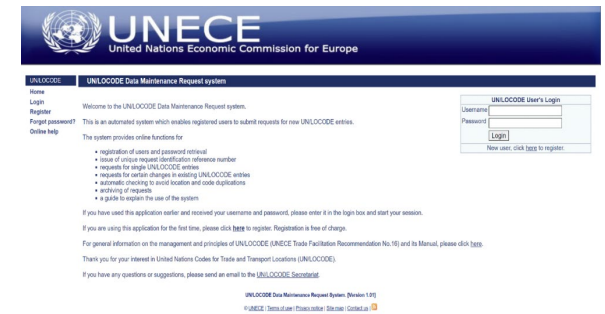 UNECE
United Nations Economic Commission for Europe
UN/LOCODE
UN/LOCODE Data Maintenance Request system
Home
Login
Register
Forgot password?
Online help
Welcome to the UN/LOCODE Data Maintenance Request system.
This is an automated system which enables registered users to submit requests for new UN/LOCODE entries.
The system provides online functions for
• registration of users and password retrieval
• issue of unique request identification reference number
• requests for single UN/LOCODE entries
• requests for certain changes in existing UN/LOCODE entries
• automatic checking to avoid location and code duplications
• archiving of requests
• a guide to explain the use of the system
If you have used this application earlier and received your username and password, please enter it in the login box and start your session.
If you are using this application for the first time, please click here to register. Registration is free of charge.
For general information on the management and principles of UN/LOCODE (UNECE Trade Facilitation Recommendation No.16) and its Manual, please click here.
Thank you for your interest in United Nations Codes for Trade and Transport Locations (UN/LOCODE).
If you have any questions or suggestions, please send an email to the UN/LOCODE Secretariat.
UN/LOCODE User's Login
Username
Password
Login
New user, click here to register.
UN/LOCODE Data Maintenance Request System. [Version 1.01]
© UNECE | Terms of use | Privacy notice | Site map | Contact us |